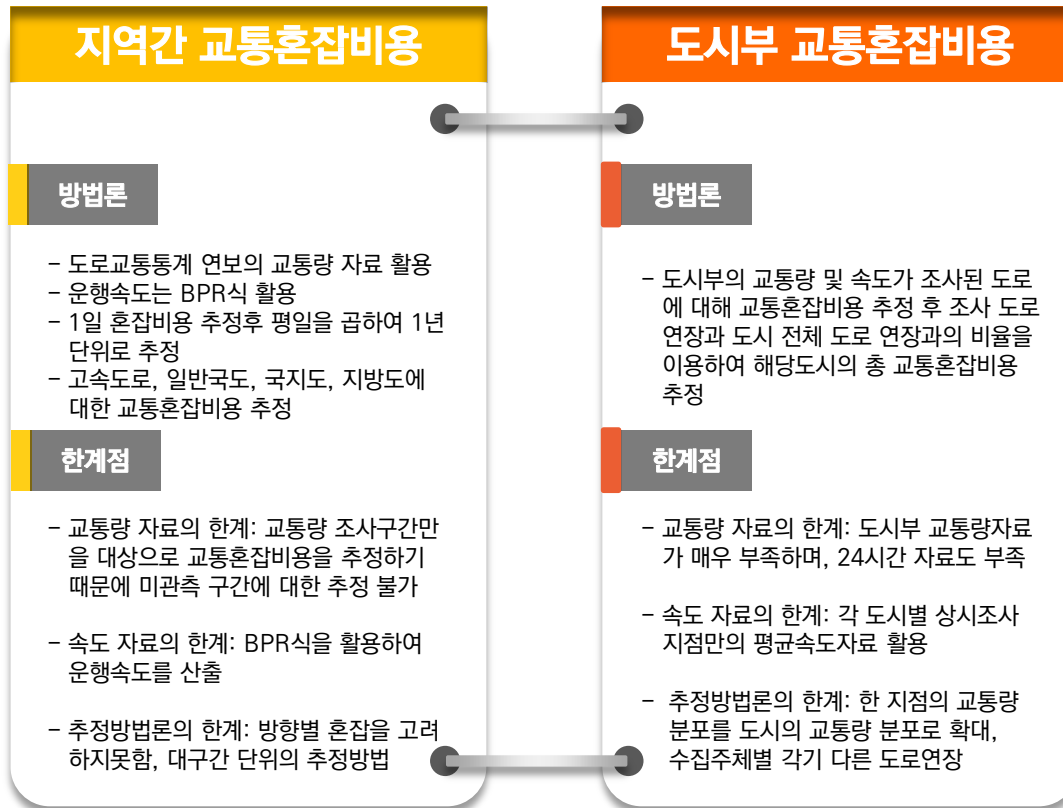 지역간 교통혼잡비용
방법론
- 도로교통통계 연보의 교통량 자료 활용
- 운행속도는 BPR식 활용
- 1일 혼잡비용 추정후 평일을 곱하여 1년
단위로 추정
- 고속도로, 일반국도, 국지도, 지방도에
대한 교통혼잡비용 추정
한계점
- 교통량 자료의 한계: 교통량 조사구간만
을 대상으로 교통혼잡비용을 추정하기
때문에 미관측 구간에 대한 추정 불가
- 속도 자료의 한계: BPR식을 활용하여
운행속도를 산출
- 추정방법론의 한계: 방향별 혼잡을 고려
하지못함, 대구간 단위의 추정방법
도시부 교통혼잡비용
방법론
- 도시부의 교통량 및 속도가 조사된 도로
에 대해 교통혼잡비용 추정 후 조사 도로
연장과 도시 전체 도로 연장과의 비율을
이용하여 해당도시의 총 교통혼잡비용
추정
한계점
- 교통량 자료의 한계: 도시부 교통량자료
가 매우 부족하며, 24시간 자료도 부족
- 속도 자료의 한계: 각 도시별 상시조사
지점만의 평균속도자료 활용
- 추정방법론의 한계: 한 지점의 교통량
분포를 도시의 교통량 분포로 확대,
수집주체별 각기 다른 도로연장